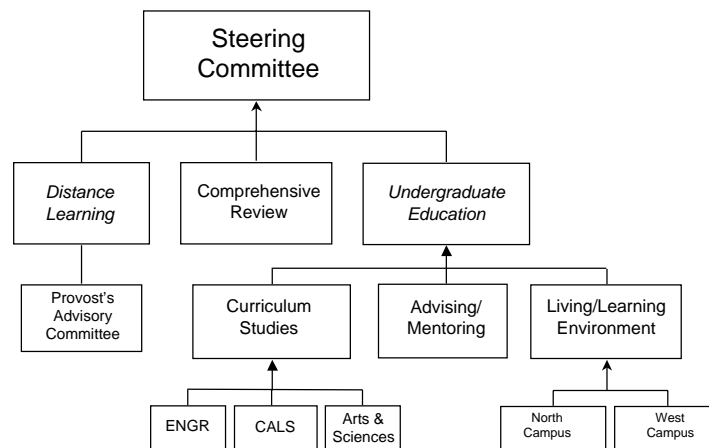 Steering
Committee
Distance
Learning
Comprehensive
Review
Undergraduate
Education
Provost's
Advisory
Committee
Curriculum
Studies
Advising/
Mentoring
Living/Learning
Environment
ENGR
CALS
Arts &
Sciences
North
Campus
West
Campus